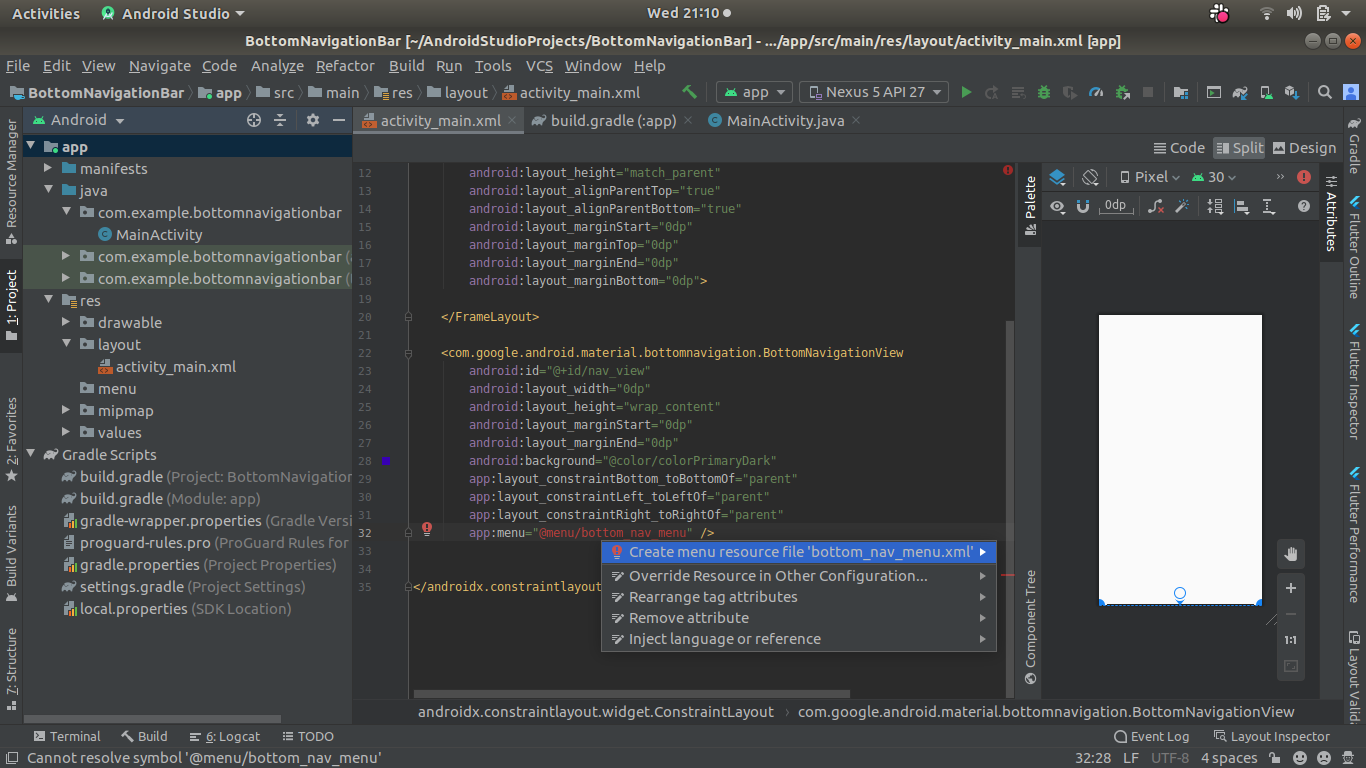 Activities Android Studio Wed 21:10
BottomNavigationBar [~/AndroidStudioProjects/BottomNavigationBar] - .../app/src/main/res/layout/activity_main.xml [app]
File Edit View Navigate Code Analyze Refactor Build Run Tools VCS Window Help
BottomNavigationBar app src main res layout activity_main.xml app Nexus 5 API 27
Android activity_main.xml build.gradle (:app) MainActivity.java
Code Split Design
Resource Manager
1: Project
2: Favorites
Build Variants
7: Structure
app
manifests
java
com.example.bottomnavigationbar
MainActivity
com.example.bottomnavigationbar (
com.example.bottomnavigationbar (
res
drawable
layout
activity_main.xml
menu
mipmap
values
Gradle Scripts
build.gradle (Project: BottomNavigation
build.gradle (Module: app)
gradle-wrapper.properties (Gradle Versi
proguard-rules.pro (ProGuard Rules for
gradle.properties (Project Properties)
settings.gradle (Project Settings)
local.properties (SDK Location)
12 android:layout_height="match_parent"
13 android:layout_alignParentTop="true"
14 android:layout_alignParentBottom="true"
15 android:layout_marginStart="0dp"
16 android:layout_marginTop="0dp"
17 android:layout_marginEnd="0dp"
18 android:layout_marginBottom="0dp">
19
20 </FrameLayout>
21
22 <com.google.android.material.bottomnavigation.BottomNavigationView
23 android:id="@+id/nav_view"
24 android:layout_width="0dp"
25 android:layout_height="wrap_content"
26 android:layout_marginStart="0dp"
27 android:layout_marginEnd="0dp"
28 android:background="@color/colorPrimaryDark"
29 app:layout_constraintBottom_toBottomOf="parent"
30 app:layout_constraintLeft_toLeftOf="parent"
31 app:layout_constraintRight_toRightOf="parent"
32 app:menu="@menu/bottom_nav_menu" />
33
34
35 </androidx.constraintlayout
Create menu resource file 'bottom_nav_menu.xml'
Override Resource in Other Configuration...
Rearrange tag attributes
Remove attribute
Inject language or reference
Palette
Component Tree
Pixel 30
0dp
1:1
Attributes
Gradle
Flutter Outline
Flutter Inspector
Flutter Performance
Layout Valida
androidx.constraintlayout.widget.ConstraintLayout com.google.android.material.bottomnavigation.BottomNavigationView
Terminal Build 6: Logcat TODO Event Log Layout Inspector
Cannot resolve symbol '@menu/bottom_nav_menu' 32:28 LF UTF-8 4 spaces